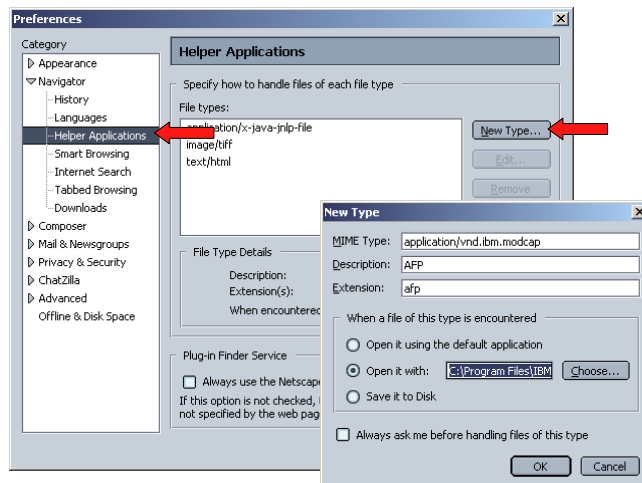 Preferences
Category
Appearance
Navigator
History
Languages
Helper Applications
Smart Browsing
Internet Search
Tabbed Browsing
Downloads
Composer
Mail & Newsgroups
Privacy & Security
ChatZilla
Advanced
Offline & Disk Space
Helper Applications
Specify how to handle files of each file type
File types:
application/x-java-jnlp-file
image/tiff
text/html
New Type...
Edit...
Remove
File Type Details
Description:
Extension(s):
When encountered
Plug-in Finder Service
Always use the Netscape
If this option is not checked,
not specified by the web pag
New Type
MIME Type: application/vnd.ibm.modcap
Description: AFP
Extension: afp
When a file of this type is encountered
Open it using the default application
Open it with: C:\Program Files\IBM Choose...
Save it to Disk
Always ask me before handling files of this type
OK Cancel